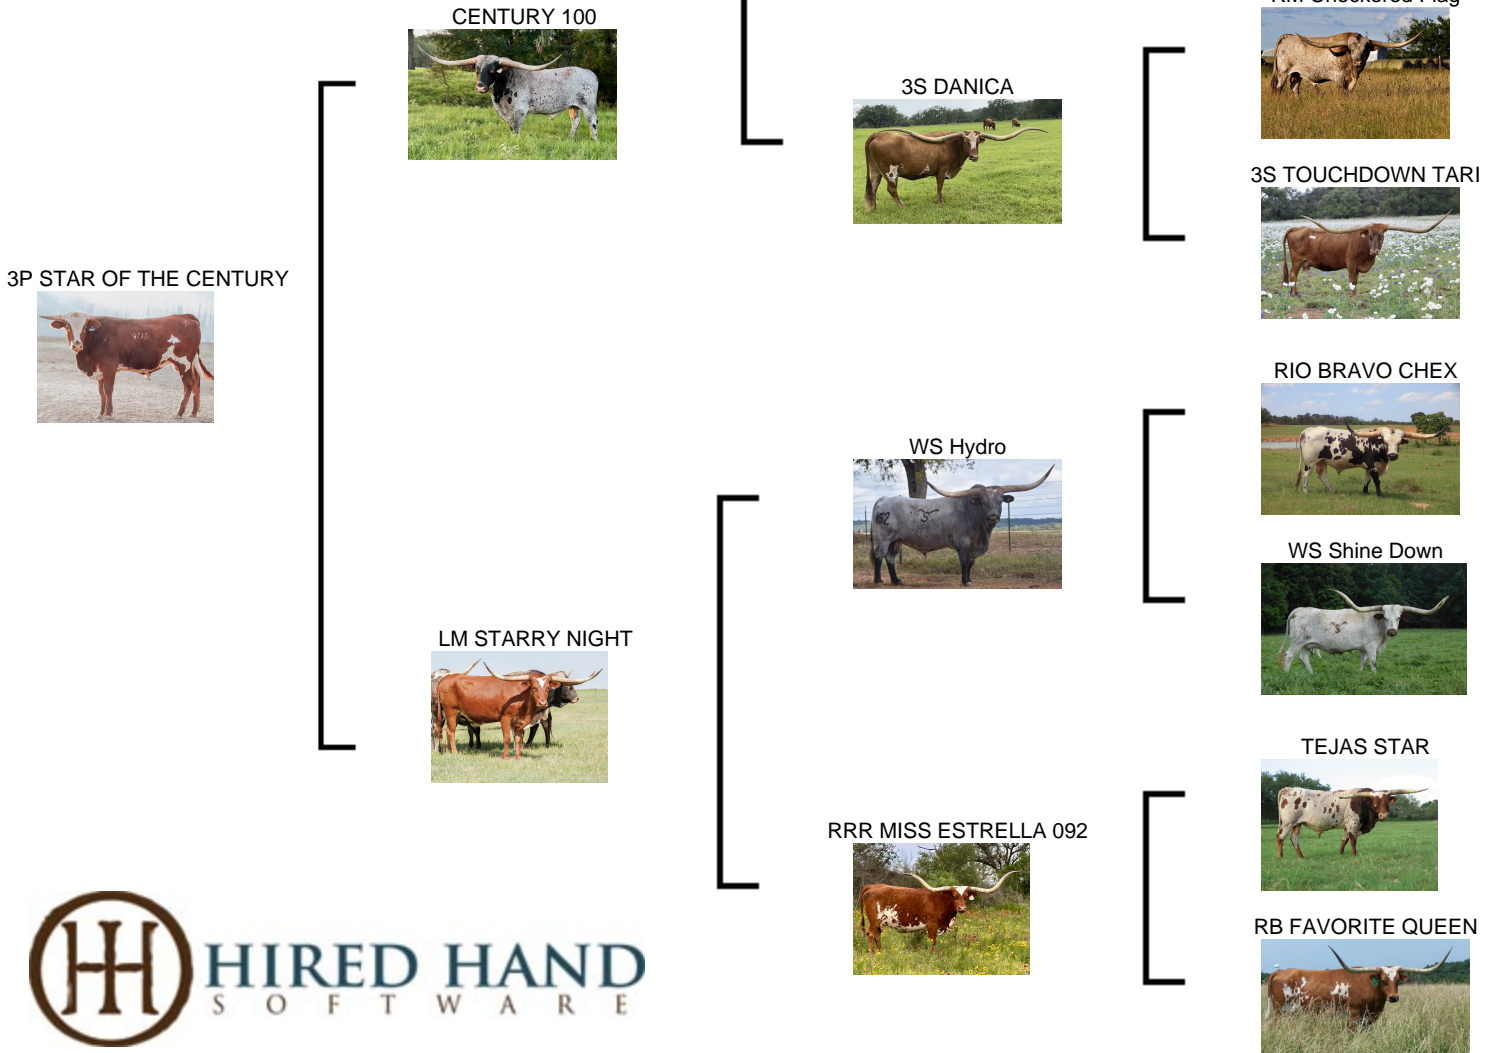 CENTURY 100
3S DANICA
3S TOUCHDOWN TARI
3P STAR OF THE CENTURY
RIO BRAVO CHEX
WS Hydro
WS Shine Down
LM STARRY NIGHT
TEJAS STAR
RRR MISS ESTRELLA 092
RB FAVORITE QUEEN
HIRED HAND
SOFTWARE